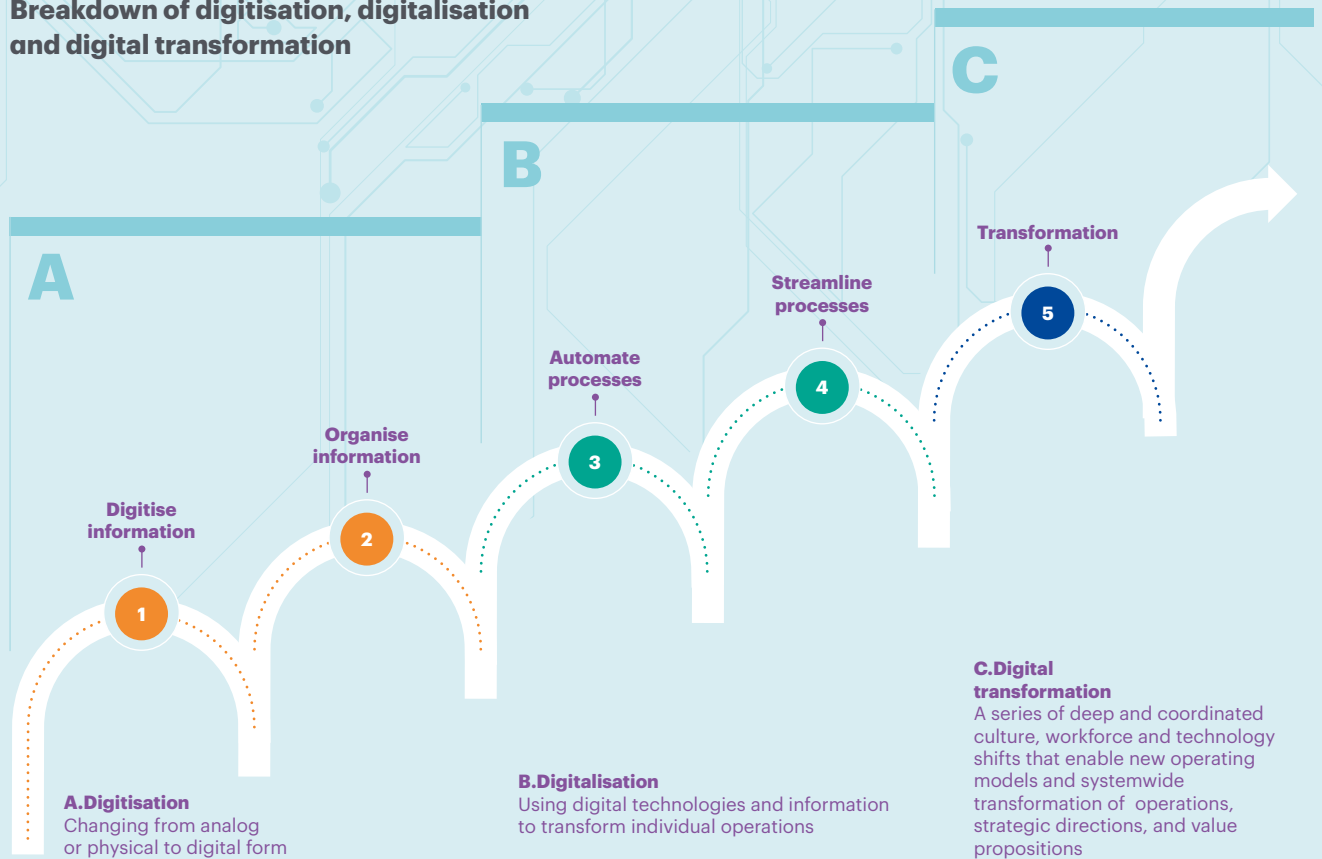 Breakdown of digitisation, digitalisation
and digital transformation
A
B
C
Digitise
information
1
Organise
information
2
Automate
processes
3
Streamline
processes
4
Transformation
5
A.Digitisation
Changing from analog
or physical to digital form
B.Digitalisation
Using digital technologies and information
to transform individual operations
C.Digital
transformation
A series of deep and coordinated
culture, workforce and technology
shifts that enable new operating
models and systemwide
transformation of operations,
strategic directions, and value
propositions